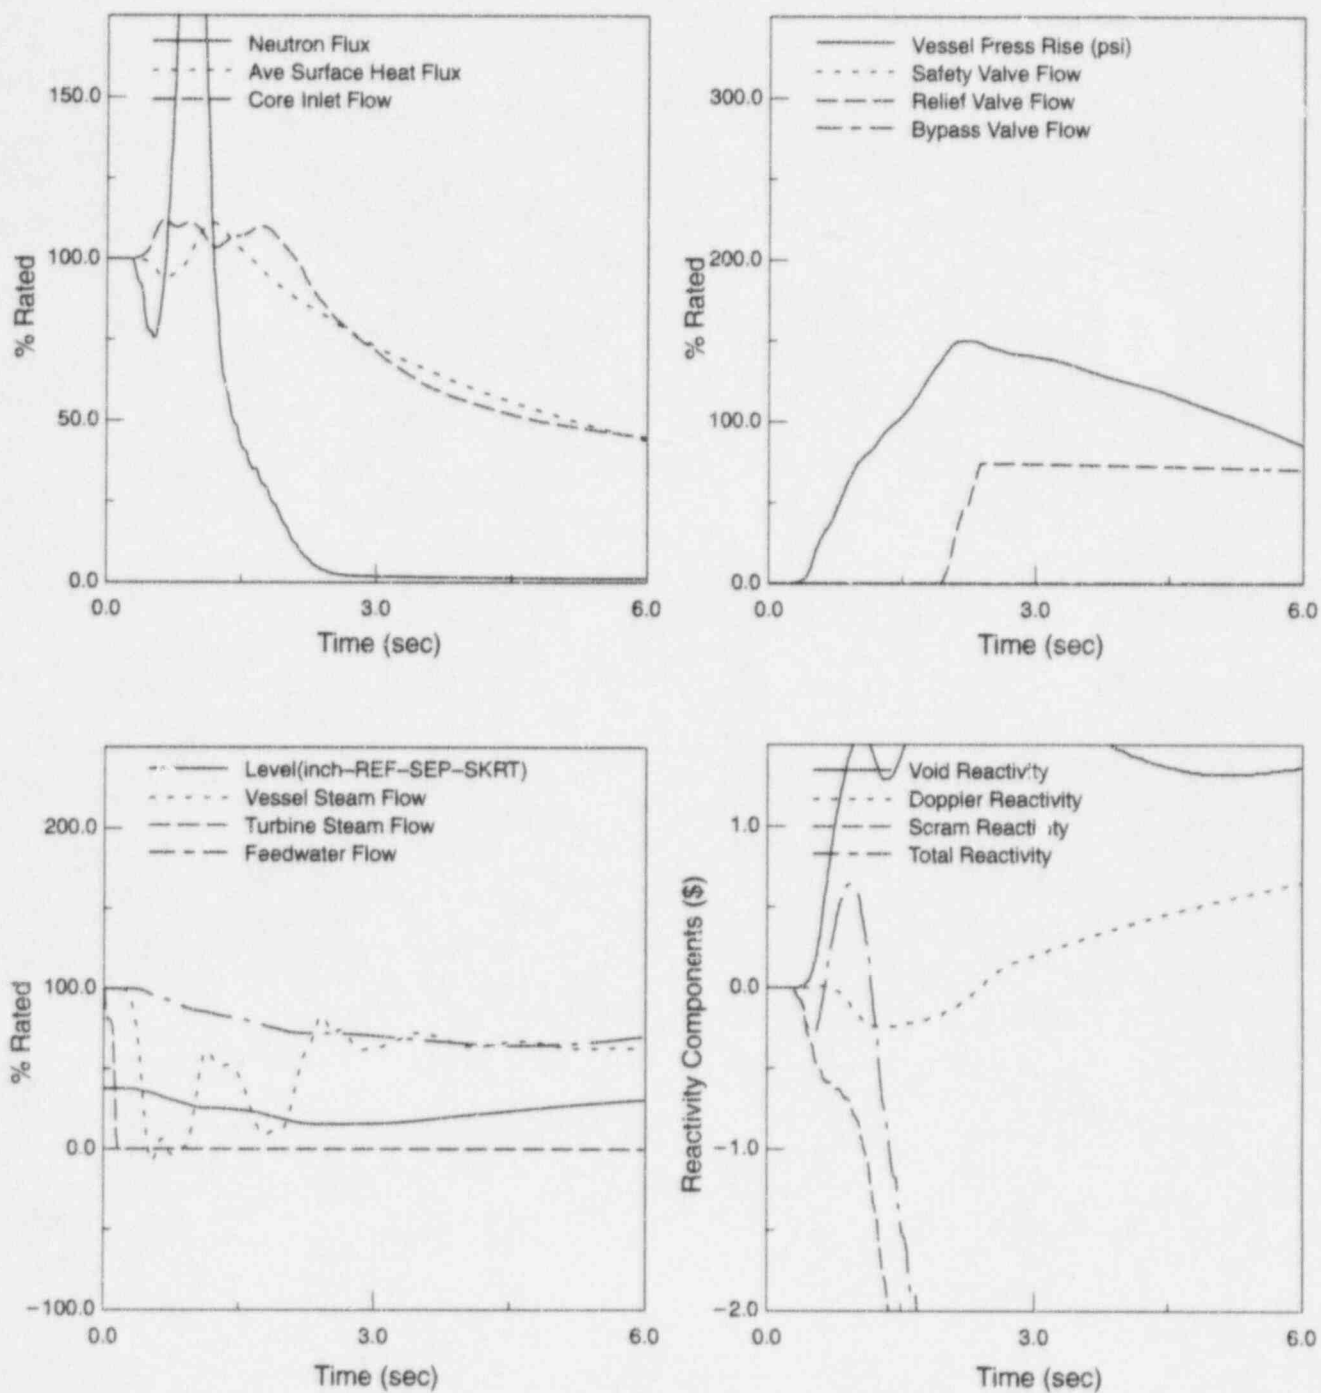 Neutron Flux
Ave Surface Heat Flux
Core Inlet Flow
150.0
100.0
50.0
0.0
% Rated
0.0
3.0
6.0
Time (sec)
Vessel Press Rise (psi)
Safety Valve Flow
Relief Valve Flow
Bypass Valve Flow
300.0
200.0
100.0
0.0
% Rated
0.0
3.0
6.0
Time (sec)
Level(inch-REF-SEP-SKRT)
Vessel Steam Flow
Turbine Steam Flow
Feedwater Flow
200.0
100.0
0.0
-100.0
% Rated
0.0
3.0
6.0
Time (sec)
Void Reactivity
Doppler Reactivity
Scram Reactivity
Total Reactivity
1.0
0.0
-1.0
-2.0
Reactivity Components ($)
0.0
3.0
6.0
Time (sec)